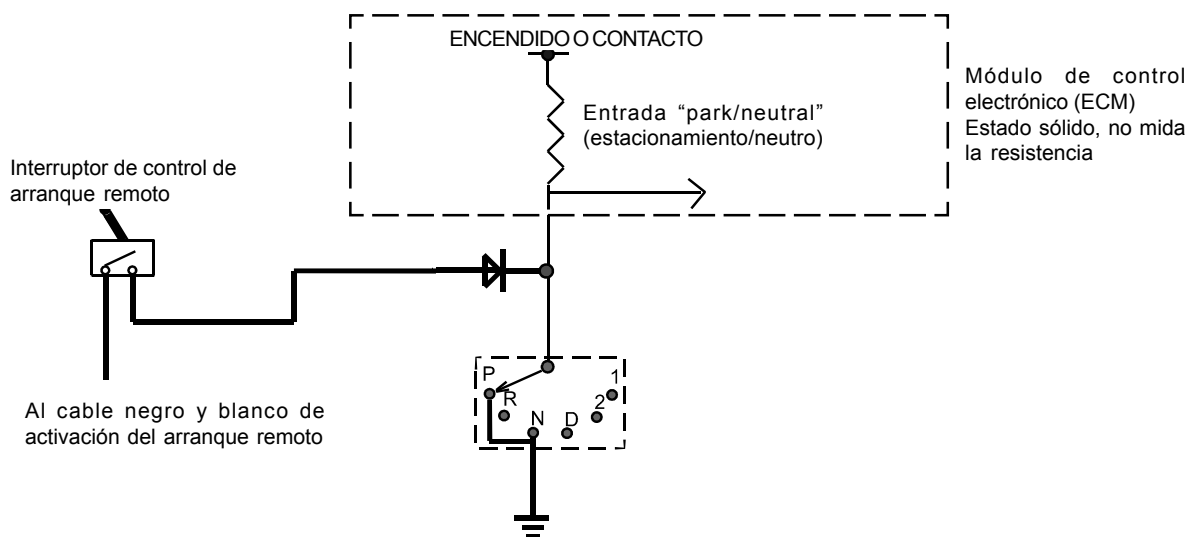 ENCENDIDO O CONTACTO
Entrada “park/neutral”
(estacionamiento/neutro)
Módulo de control
electrónico (ECM)
Estado sólido, no mida
la resistencia
Interruptor de control de
arranque remoto
Al cable negro y blanco de
activación del arranque remoto
P
R
N
D
2
1